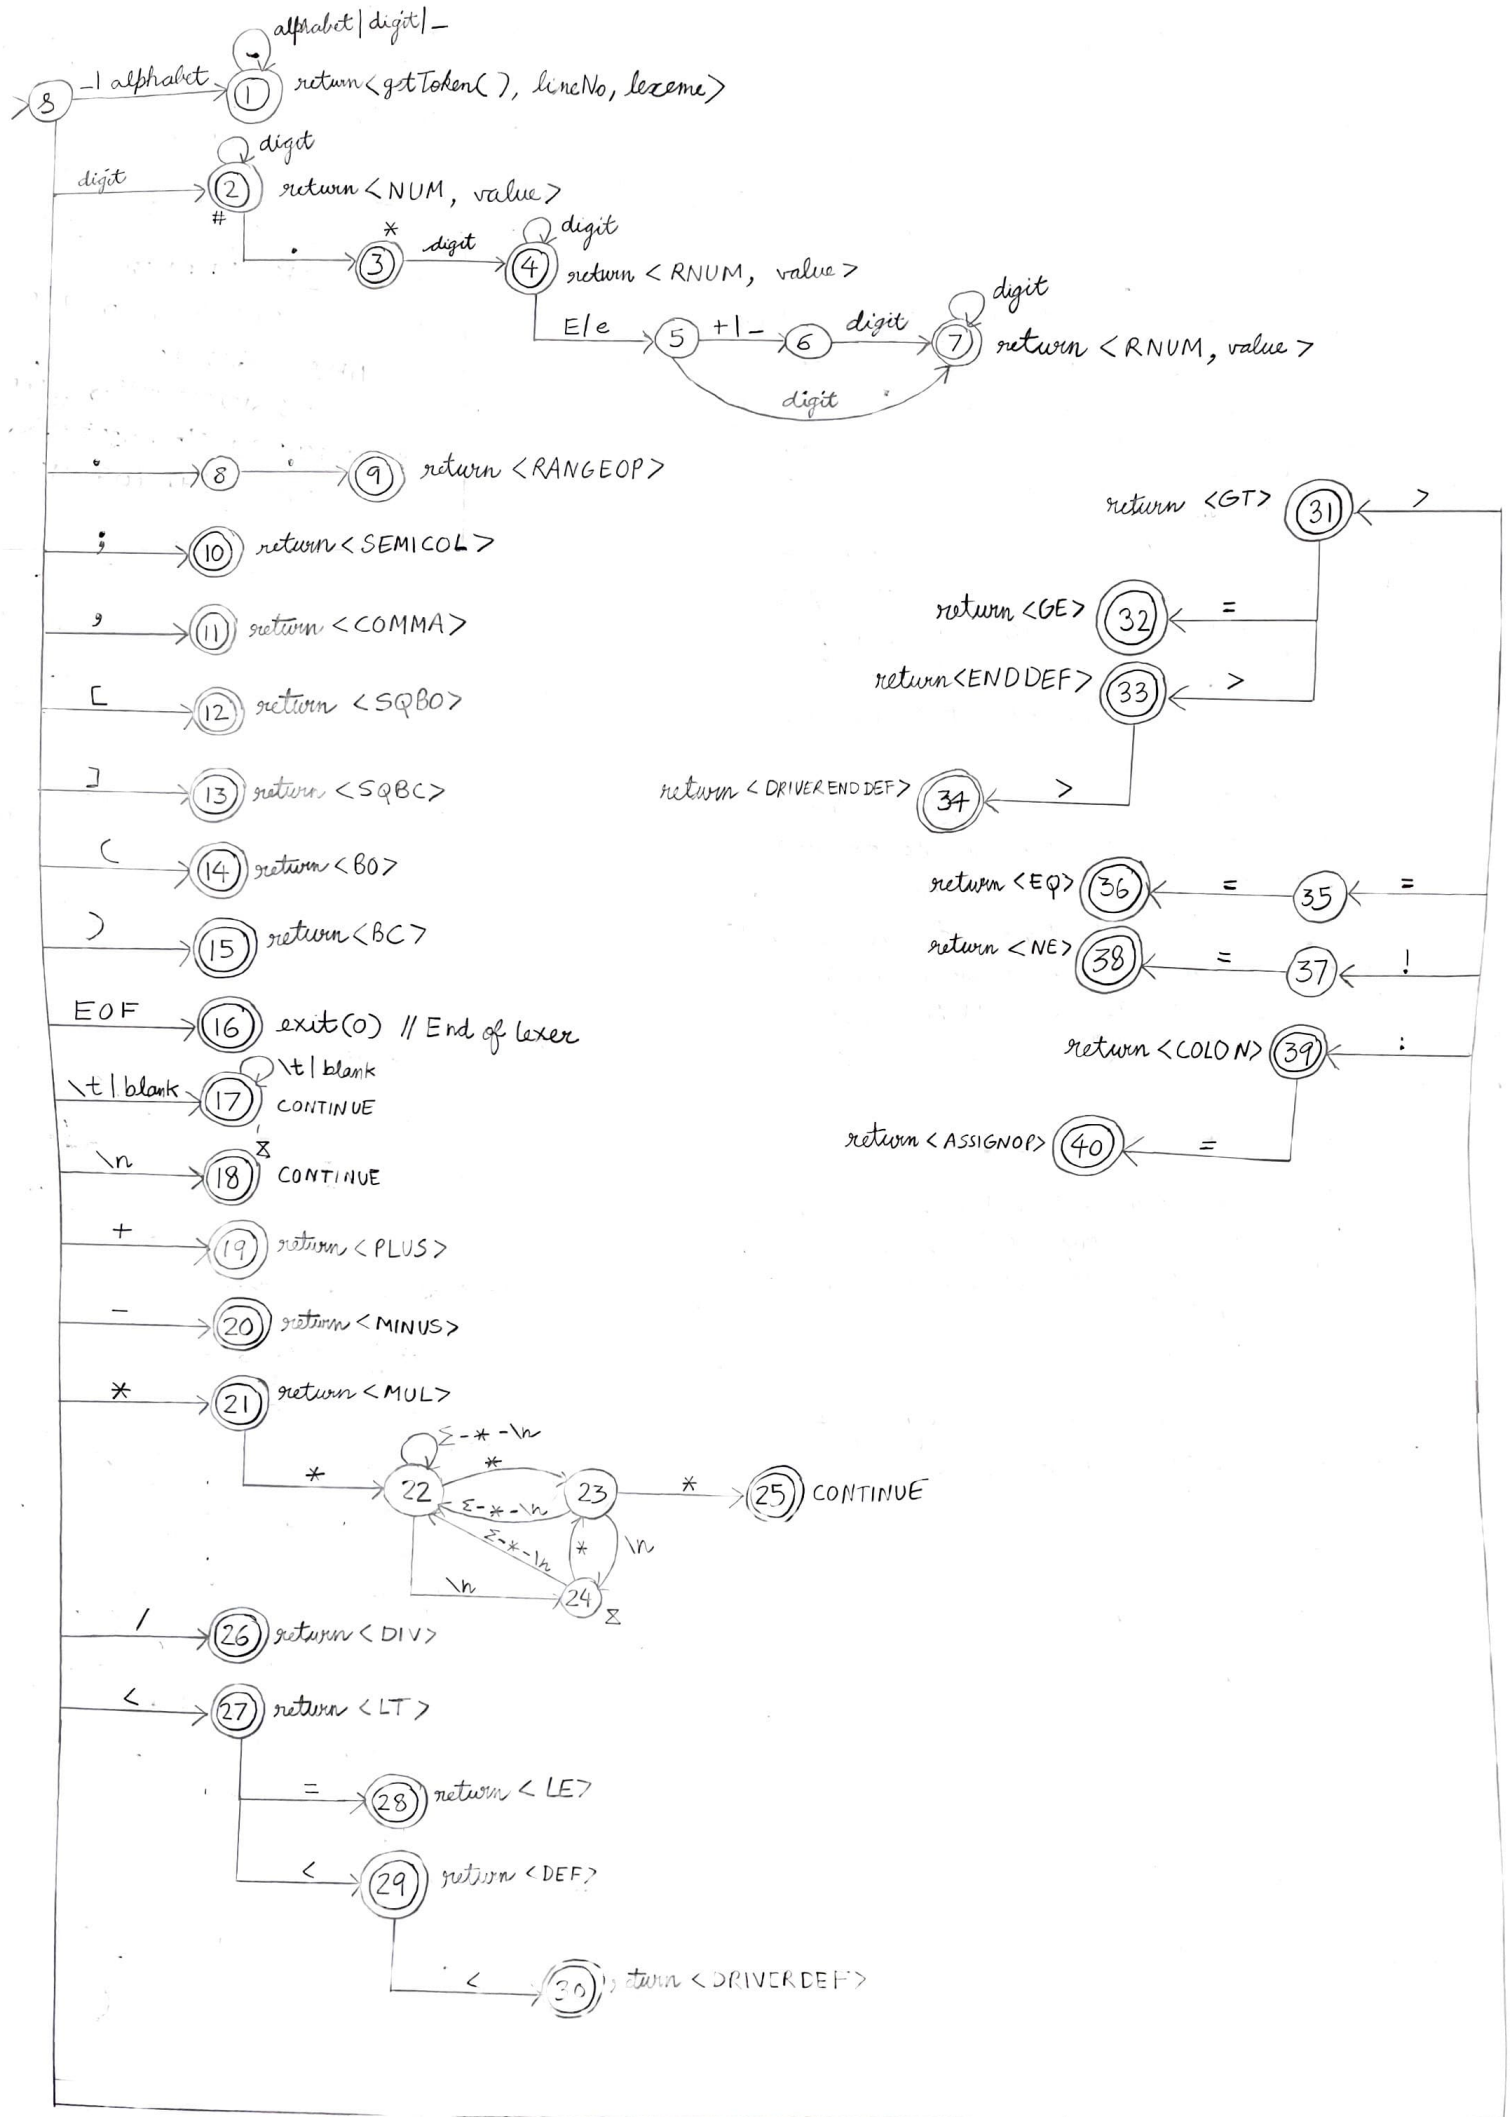 alphabet|digit|_
S _| alphabet 1 return<getToken( ), lineNo, lexeme>
digit
digit 2 return <NUM, value>
#
. * 3 digit 4 digit
return < RNUM, value >
E/e 5 +|- 6 digit 7 digit
return <RNUM, value>
digit
. 8 . 9 return <RANGEOP>
; 10 return<SEMICOL>
, 11 return <COMMA>
[ 12 return <SQBO>
] 13 return <SQBC>
( 14 return <BO>
) 15 return<BC>
EOF 16 exit(0) // End of lexer
\t|blank
\t|blank 17 CONTINUE
\n 18 CONTINUE
+ 19 return <PLUS>
- 20 return <MINUS>
* 21 return <MUL>
Σ-*-\n
* 22 * 23 * 25 CONTINUE
Σ-*-\n
Σ-*-\n * \n
\n 24
/ 26 return <DIV>
< 27 return <LT>
= 28 return < LE>
< 29 return <DEF>
< 30 return <DRIVERDEF>
return <GT> 31 >
return <GE> 32 =
return<ENDDEF> 33 >
return <DRIVERENDDEF> 34 >
return <EQ> 36 = 35 =
return <NE> 38 = 37 !
return <COLON> 39 :
return <ASSIGNOP> 40 =